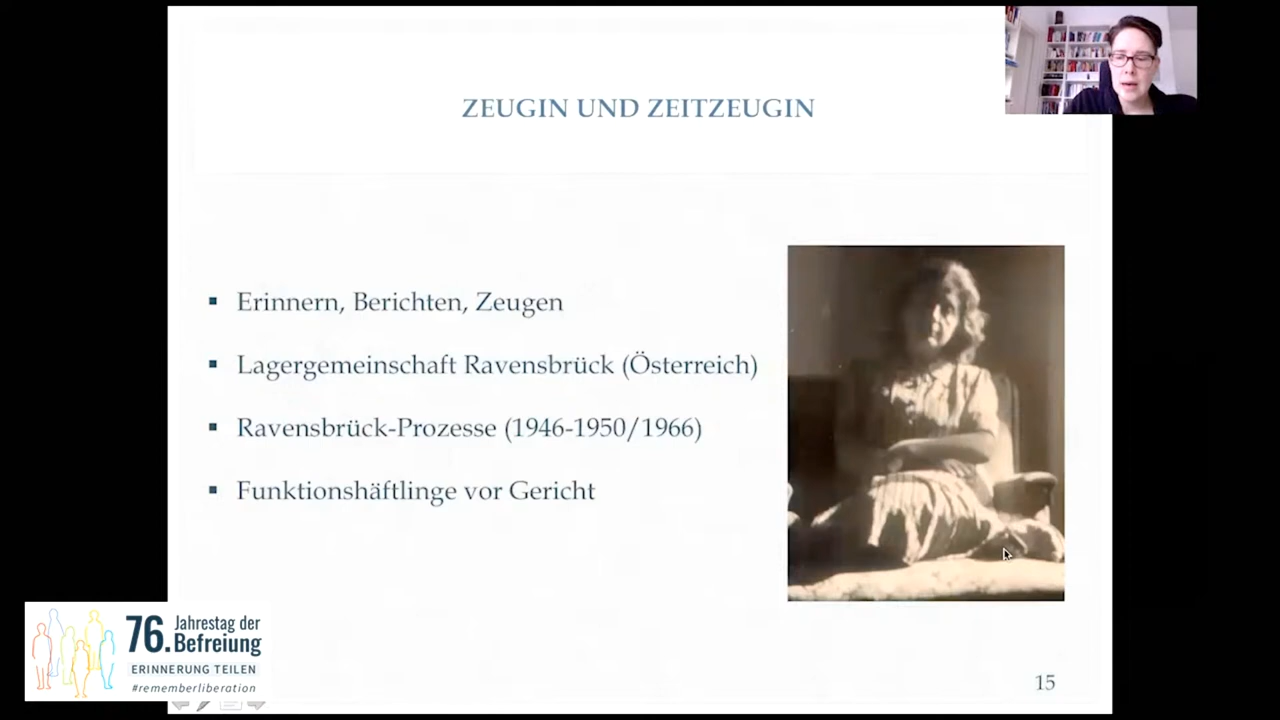 ZEUGIN UND ZEITZEUGIN
Erinnern, Berichten, Zeugen
Lagergemeinschaft Ravensbrück (Österreich)
Ravensbrück-Prozesse (1946-1950/1966)
Funktionshäftlinge vor Gericht
15
76. Jahrestag der
Befreiung
ERINNERUNG TEILEN
#rememberliberation